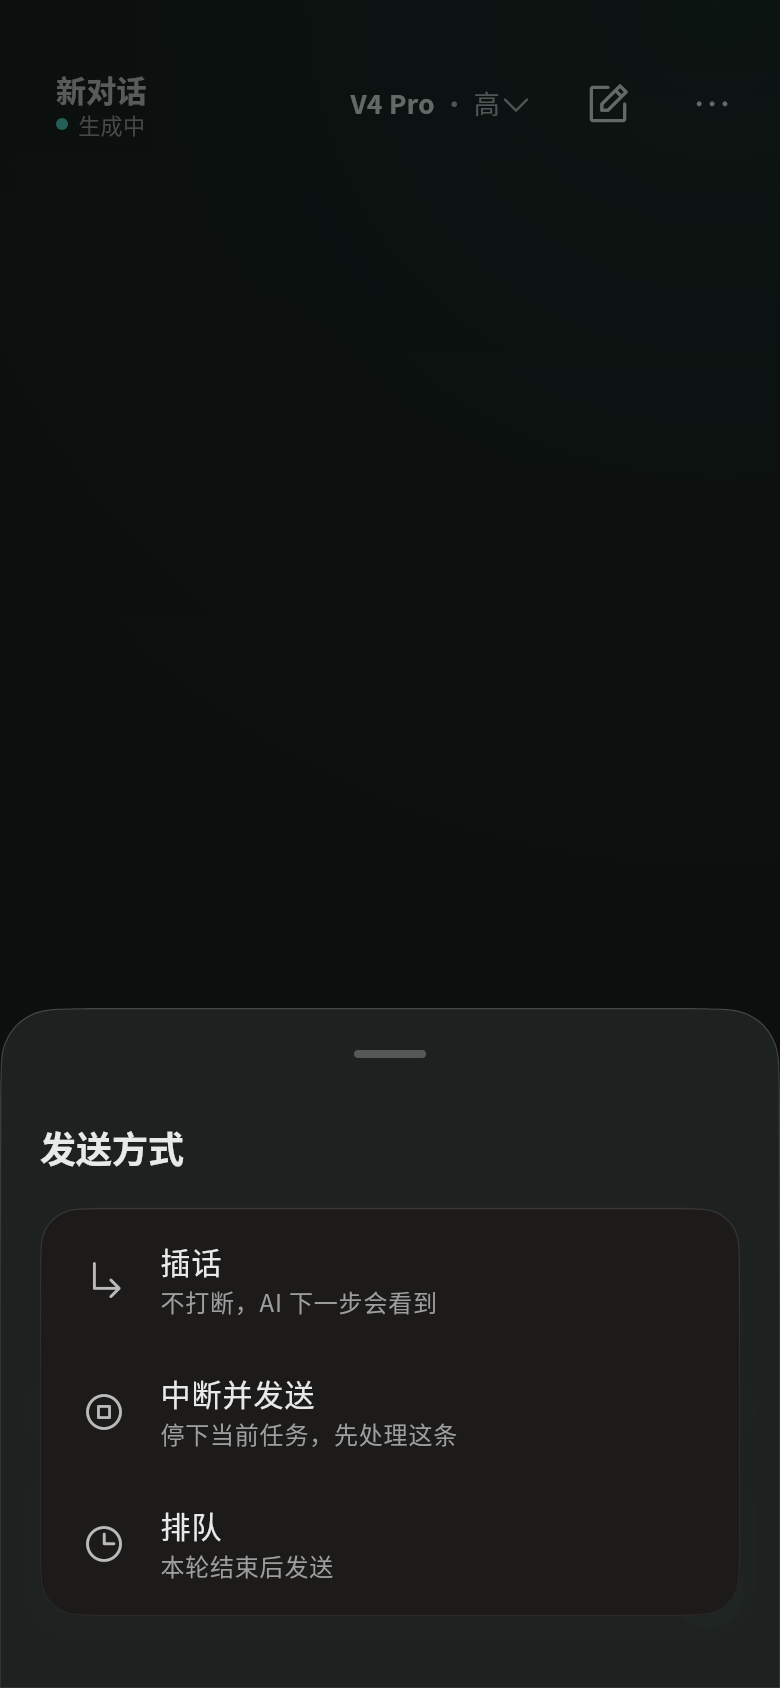 新对话
生成中
V4 Pro · 高
发送方式
插话
不打断，AI 下一步会看到
中断并发送
停下当前任务，先处理这条
排队
本轮结束后发送